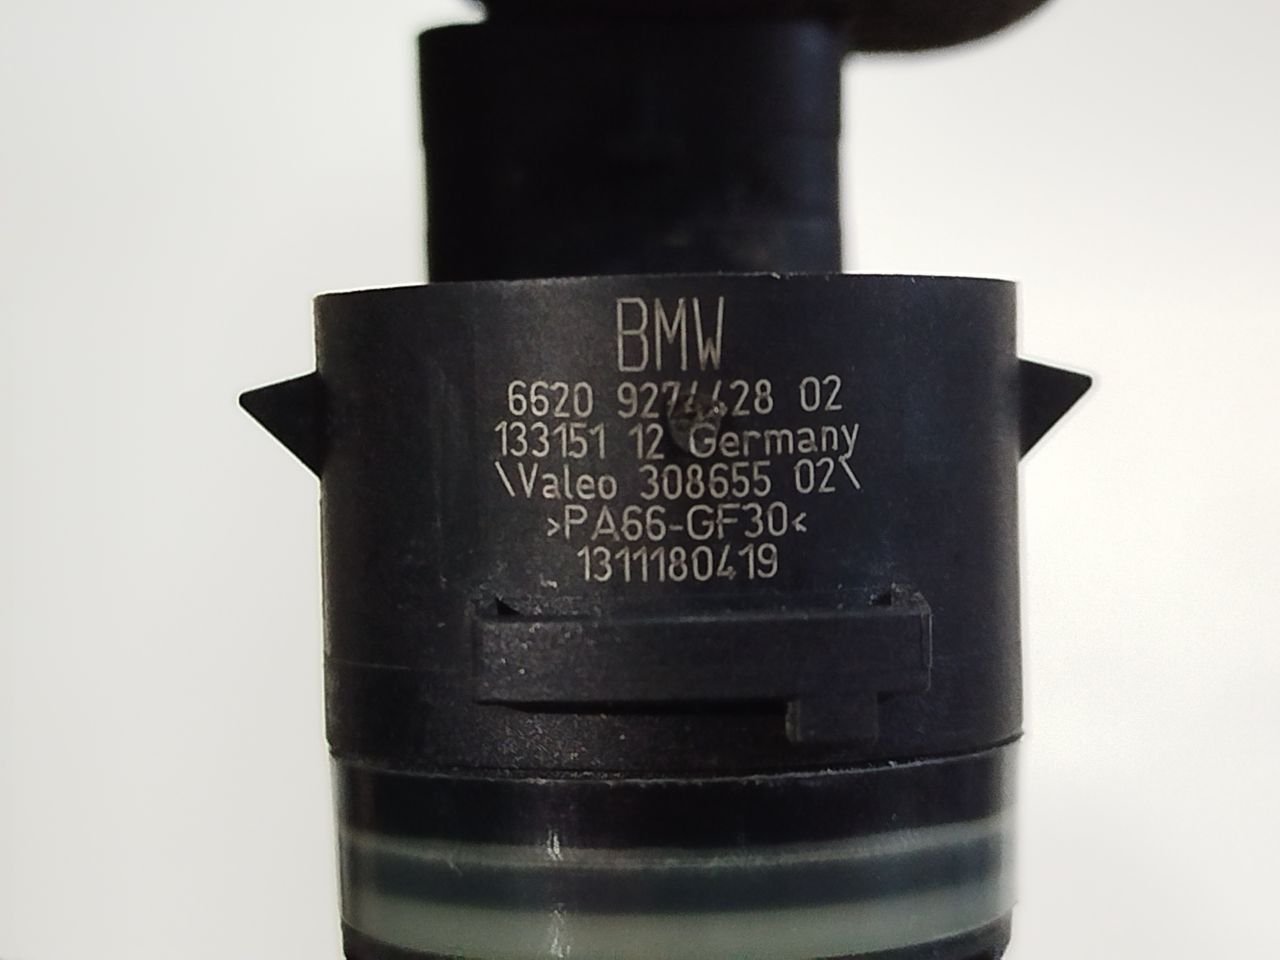 BMW
6620 9274428 02
133151 12 Germany
\Valeo 308655 02\
>PA66-GF30<
1311180419